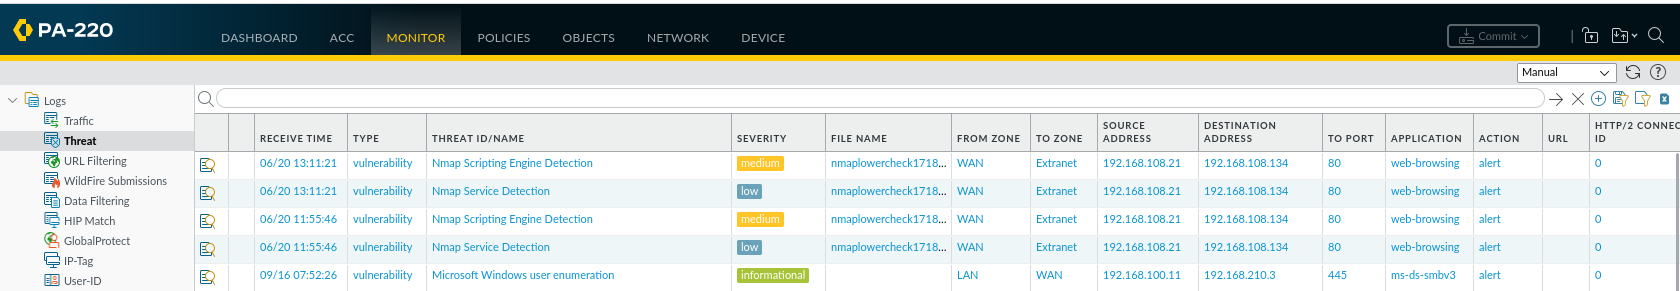 PA-220
DASHBOARD ACC MONITOR POLICIES OBJECTS NETWORK DEVICE Commit
Manual
Logs
Traffic
Threat
URL Filtering
WildFire Submissions
Data Filtering
HIP Match
GlobalProtect
IP-Tag
User-ID
RECEIVE TIME TYPE THREAT ID/NAME SEVERITY FILE NAME FROM ZONE TO ZONE SOURCE ADDRESS DESTINATION ADDRESS TO PORT APPLICATION ACTION URL HTTP/2 CONNEC ID
06/20 13:11:21 vulnerability Nmap Scripting Engine Detection medium nmaplowercheck1718... WAN Extranet 192.168.108.21 192.168.108.134 80 web-browsing alert 0
06/20 13:11:21 vulnerability Nmap Service Detection low nmaplowercheck1718... WAN Extranet 192.168.108.21 192.168.108.134 80 web-browsing alert 0
06/20 11:55:46 vulnerability Nmap Scripting Engine Detection medium nmaplowercheck1718... WAN Extranet 192.168.108.21 192.168.108.134 80 web-browsing alert 0
06/20 11:55:46 vulnerability Nmap Service Detection low nmaplowercheck1718... WAN Extranet 192.168.108.21 192.168.108.134 80 web-browsing alert 0
09/16 07:52:26 vulnerability Microsoft Windows user enumeration informational LAN WAN 192.168.100.11 192.168.210.3 445 ms-ds-smbv3 alert 0